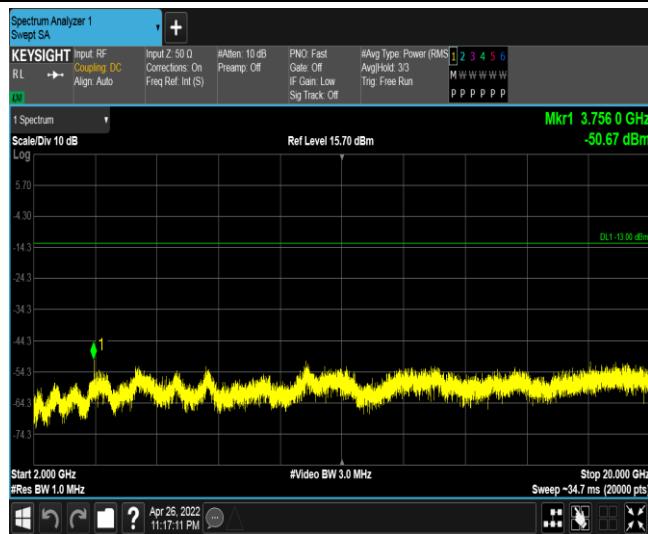 Spectrum Analyzer 1
Swept SA
+
KEYSIGHT
RL
Input: RF
Coupling: DC
Align: Auto
Input Z: 50 Ω
Corrections: On
Freq Ref: Int (S)
#Atten: 10 dB
Preamp: Off
PNO: Fast
Gate: Off
IF Gain: Low
Sig Track: Off
#Avg Type: Power (RMS
Avg|Hold: 3/3
Trig: Free Run
1 2 3 4 5 6
M W W W W W
P P P P P P
1 Spectrum
Scale/Div 10 dB
Ref Level 15.70 dBm
Mkr1 3.756 0 GHz
-50.67 dBm
Log
5.70
-4.30
DL1 -13.00 dBm
-14.3
-24.3
-34.3
-44.3
1
-54.3
-64.3
-74.3
Start 2.000 GHz
#Video BW 3.0 MHz
Stop 20.000 GHz
#Res BW 1.0 MHz
Sweep ~34.7 ms (20000 pts)
?
Apr 26, 2022
11:17:11 PM